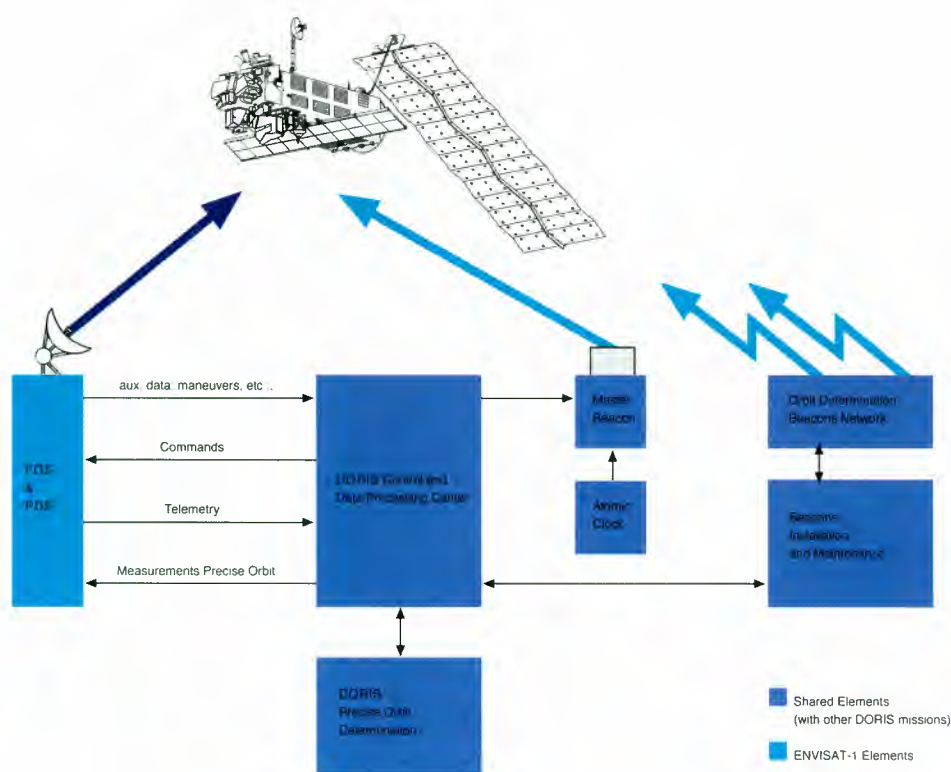 aux. data: maneuvers, etc ..
Commands
Telemetry
Measurements Precise Orbit
&
DORIS Control and
Data Processing Center
Master
Beacon
Atomic
Clock
Orbit Determination
Beacons Network
Beacons
Installation
and Maintenance
DORIS
Precise Orbit
Determination
Shared Elements
(with other DORIS missions)
ENVISAT-1 Elements